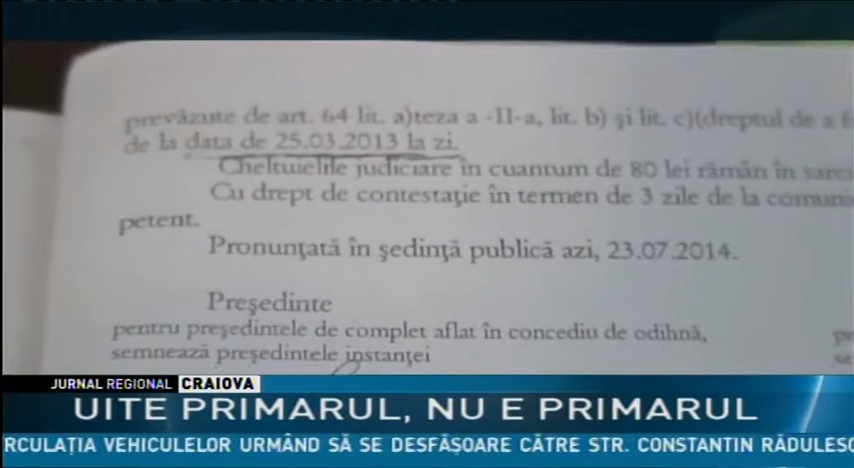 prevăzute de art. 64 lit. a)teza a -II-a, lit. b) şi lit. c)(dreptul de a
de la data de 25.03.2013 la zi.
Cheltuielile judiciare în cuantum de 80 lei rămân în
Cu drept de contestaţie în termen de 3 zile de la
petent.
Pronunţată în şedinţă publică azi, 23.07.2014.
Preşedinte
pentru preşedintele de complet aflat în concediu de odihnă,
semnează preşedintele instanţei
JURNAL REGIONAL CRAIOVA
UITE PRIMARUL, NU E PRIMARUL
RCULAȚIA VEHICULELOR URMÂND SĂ SE DESFĂȘOARE CĂTRE STR. CONSTANTIN RĂDULESC